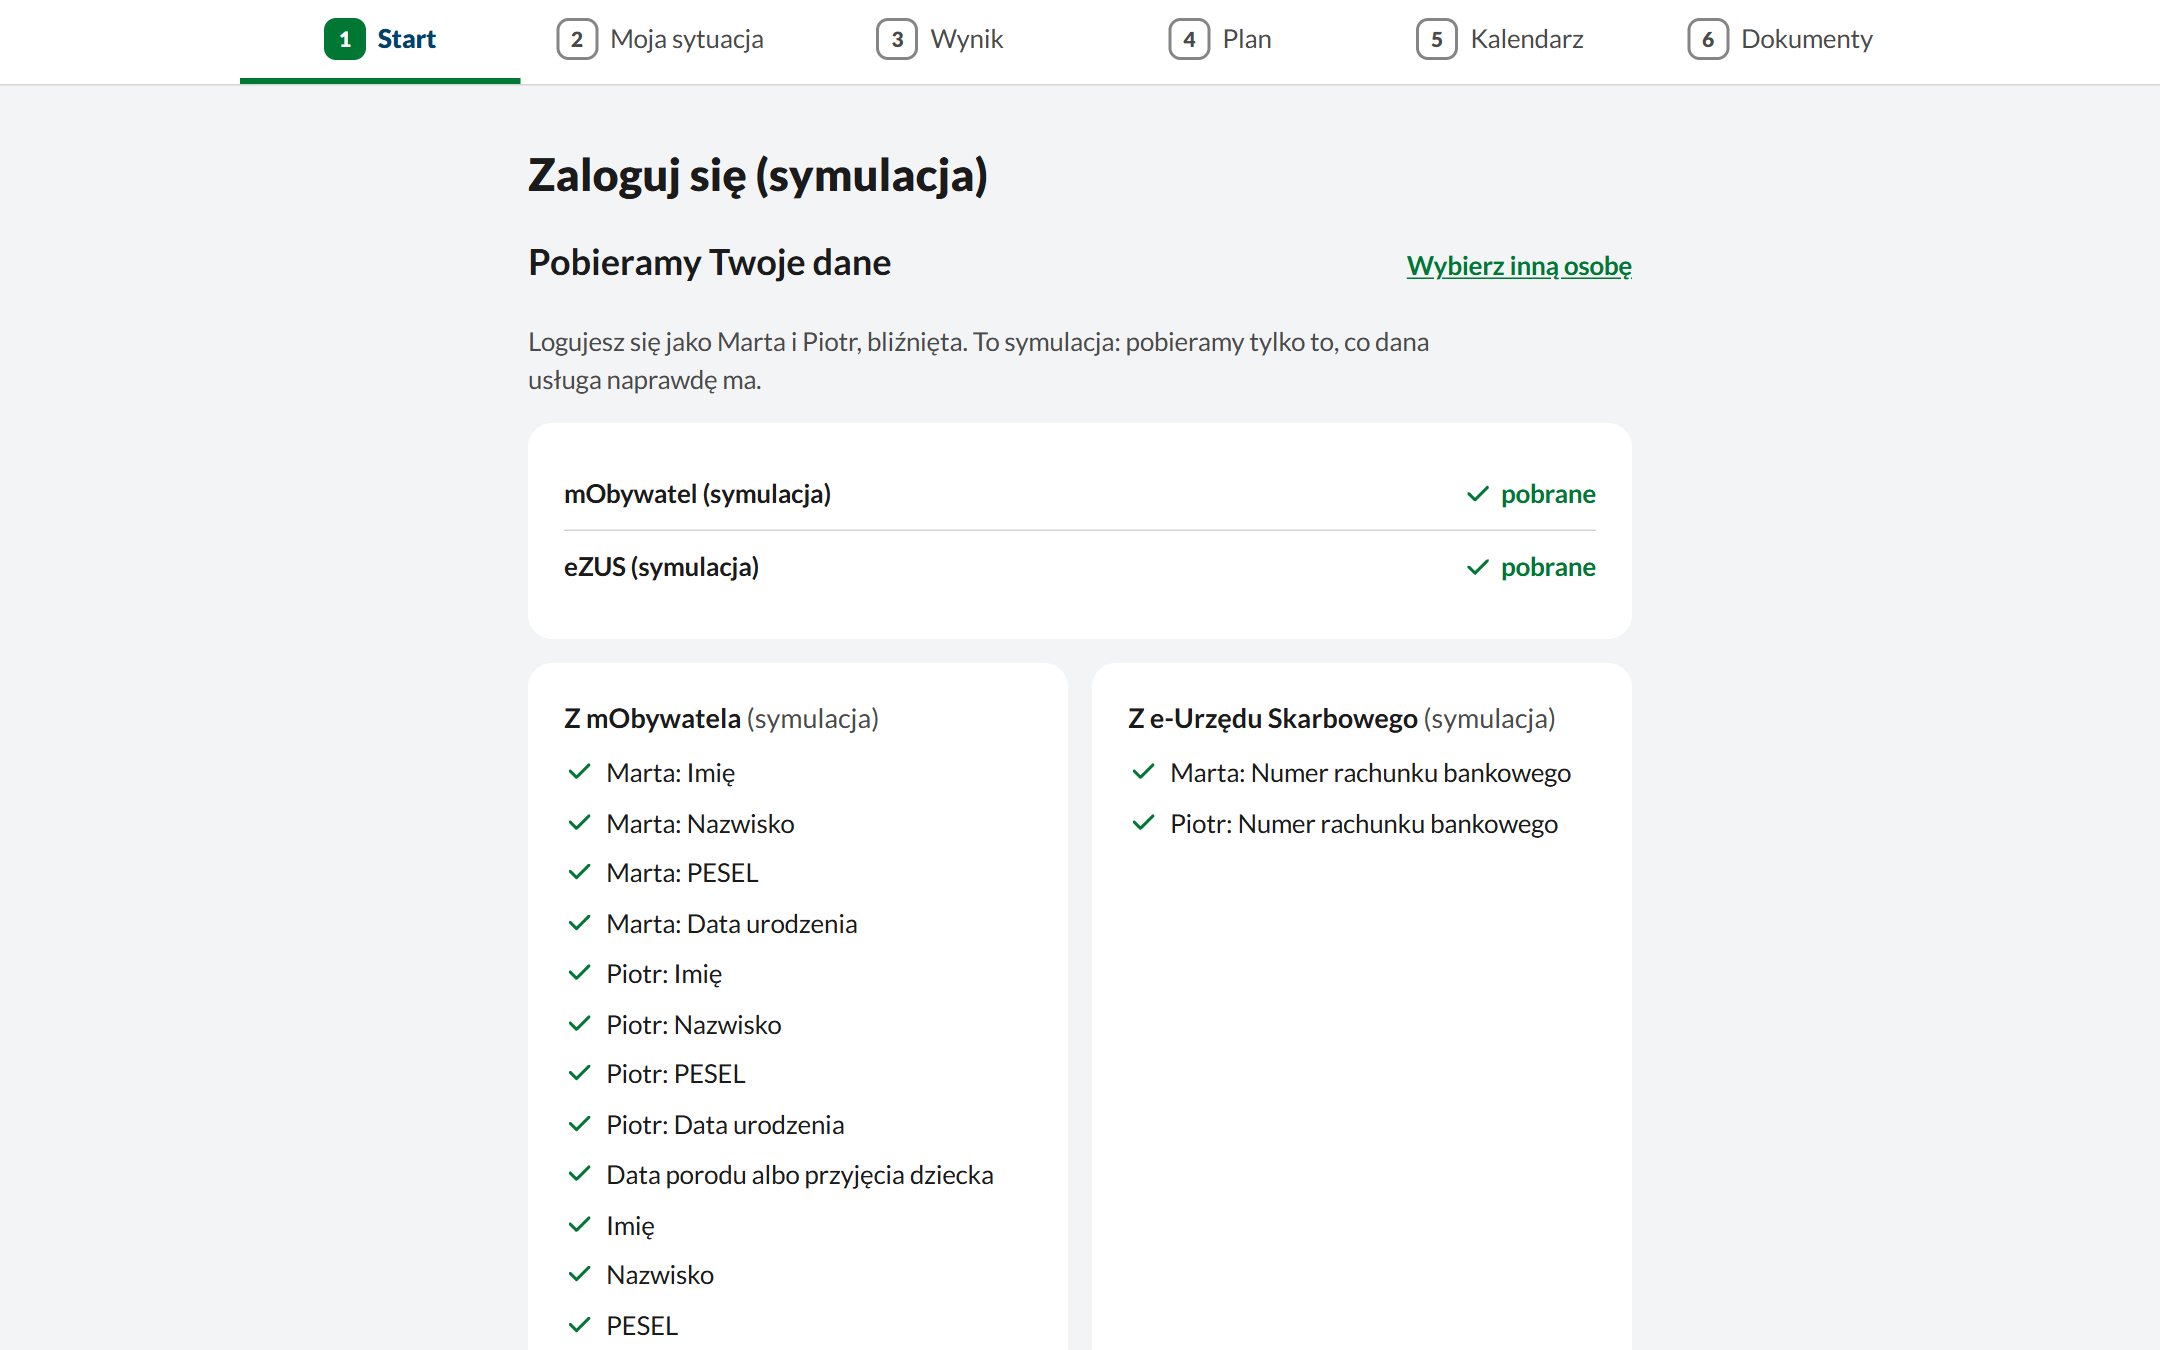 1 Start
2 Moja sytuacja
3 Wynik
4 Plan
5 Kalendarz
6 Dokumenty
Zaloguj się (symulacja)
Pobieramy Twoje dane
Wybierz inną osobę
Logujesz się jako Marta i Piotr, bliźnięta. To symulacja: pobieramy tylko to, co dana
usługa naprawdę ma.
mObywatel (symulacja)
pobrane
eZUS (symulacja)
pobrane
Z mObywatela (symulacja)
Marta: Imię
Marta: Nazwisko
Marta: PESEL
Marta: Data urodzenia
Piotr: Imię
Piotr: Nazwisko
Piotr: PESEL
Piotr: Data urodzenia
Data porodu albo przyjęcia dziecka
Imię
Nazwisko
PESEL
Z e-Urzędu Skarbowego (symulacja)
Marta: Numer rachunku bankowego
Piotr: Numer rachunku bankowego